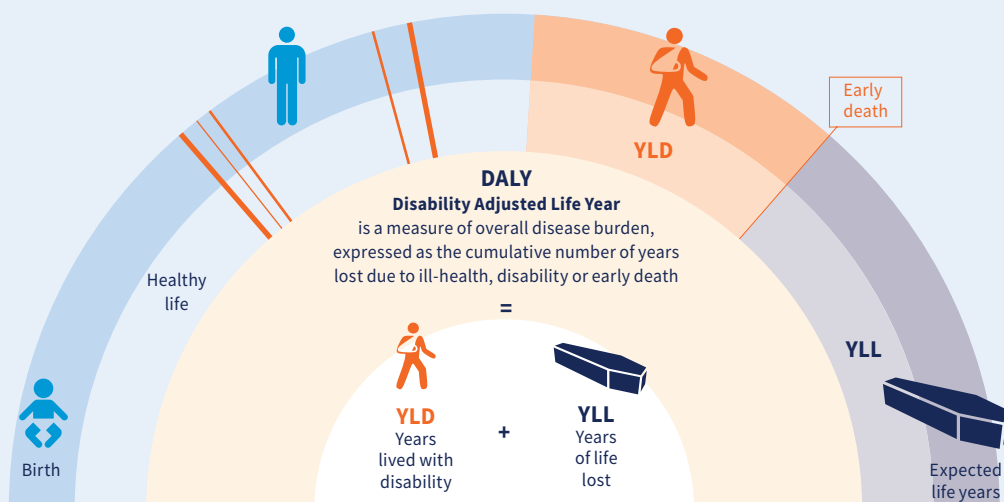 Early
death
YLD
DALY
Disability Adjusted Life Year
is a measure of overall disease burden,
expressed as the cumulative number of years
lost due to ill-health, disability or early death
Healthy
life
=
YLL
YLD
Years
lived with
disability
+
YLL
Years
of life
lost
Birth
Expected
life years